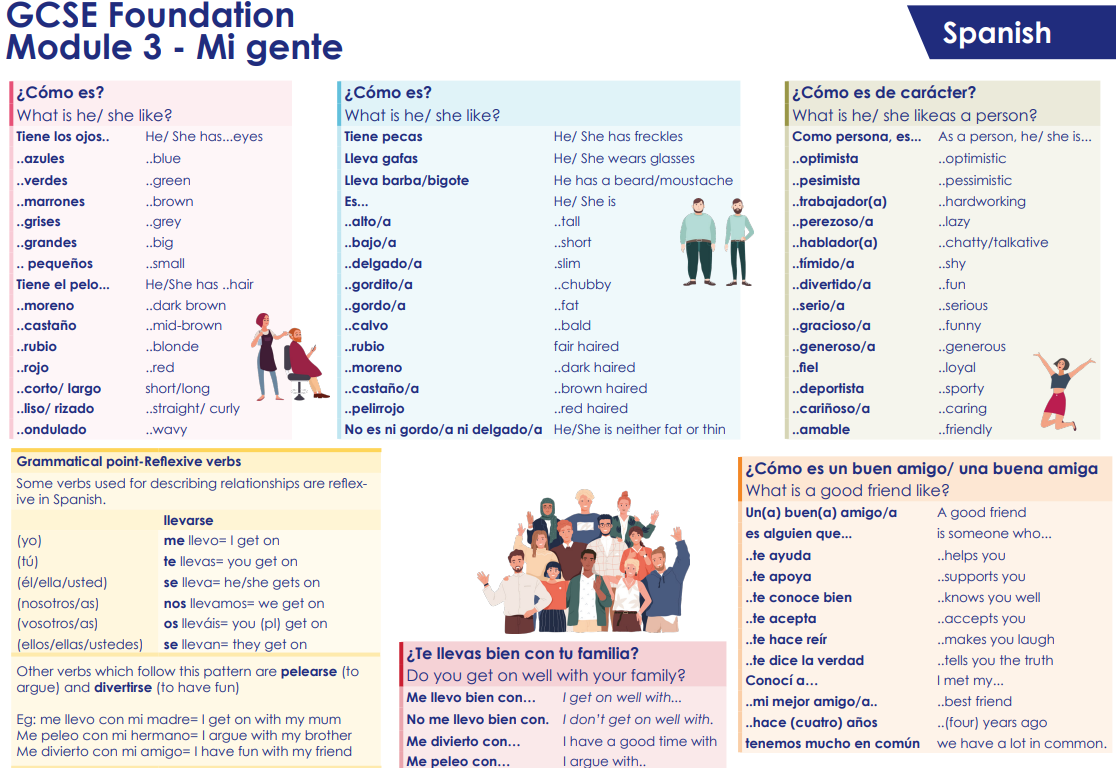 GCSE Foundation
Module 3 - Mi gente
Spanish
¿Cómo es?
What is he/ she like?
Tiene los ojos.. He/ She has...eyes
..azules ..blue
..verdes ..green
..marrones ..brown
..grises ..grey
..grandes ..big
.. pequeños ..small
Tiene el pelo... He/She has ..hair
..moreno ..dark brown
..castaño ..mid-brown
..rubio ..blonde
..rojo ..red
..corto/ largo short/long
..liso/ rizado ..straight/ curly
..ondulado ..wavy
¿Cómo es?
What is he/ she like?
Tiene pecas He/ She has freckles
Lleva gafas He/ She wears glasses
Lleva barba/bigote He has a beard/moustache
Es... He/ She is
..alto/a ..tall
..bajo/a ..short
..delgado/a .slim
..gordito/a ..chubby
..gordo/a ..fat
..calvo ..bald
..rubio fair haired
..moreno ..dark haired
..castaño/a ..brown haired
..pelirrojo ..red haired
No es ni gordo/a ni delgado/a He/She is neither fat or thin
¿Cómo es de carácter?
What is he/ she likeas a person?
Como persona, es... As a person, he/ she is...
..optimista ..optimistic
..pesimista ..pessimistic
..trabajador(a) ..hardworking
..perezoso/a ..lazy
..hablador(a) ..chatty/talkative
..tímido/a ..shy
..divertido/a ..fun
..serio/a ..serious
..gracioso/a ..funny
..generoso/a ..generous
..fiel ..loyal
..deportista ..sporty
..cariñoso/a ..caring
..amable ..friendly
Grammatical point-Reflexive verbs
Some verbs used for describing relationships are reflex-
ive in Spanish.
llevarse
(yo) me llevo= I get on
(tú) te llevas= you get on
(él/ella/usted) se lleva= he/she gets on
(nosotros/as) nos llevamos= we get on
(vosotros/as) os lleváis= you (pl) get on
(ellos/ellas/ustedes) se llevan= they get on
Other verbs which follow this pattern are pelearse (to
argue) and divertirse (to have fun)
Eg: me llevo con mi madre= I get on with my mum
Me peleo con mi hermano= I argue with my brother
Me divierto con mi amigo= I have fun with my friend
¿Te llevas bien con tu familia?
Do you get on well with your family?
Me llevo bien con... I get on well with...
No me llevo bien con. I don't get on well with.
Me divierto con... I have a good time with
Me peleo con... I argue with..
¿Cómo es un buen amigo/ una buena amiga
What is a good friend like?
Un(a) buen(a) amigo/a A good friend
es alguien que... is someone who...
..te ayuda ..helps you
..te apoya ..supports you
..te conoce bien ..knows you well
..te acepta ..accepts you
..te hace reír ..makes you laugh
..te dice la verdad ..tells you the truth
Conocí a... I met my...
..mi mejor amigo/a.. ..best friend
..hace (cuatro) años ..(four) years ago
tenemos mucho en común we have a lot in common.